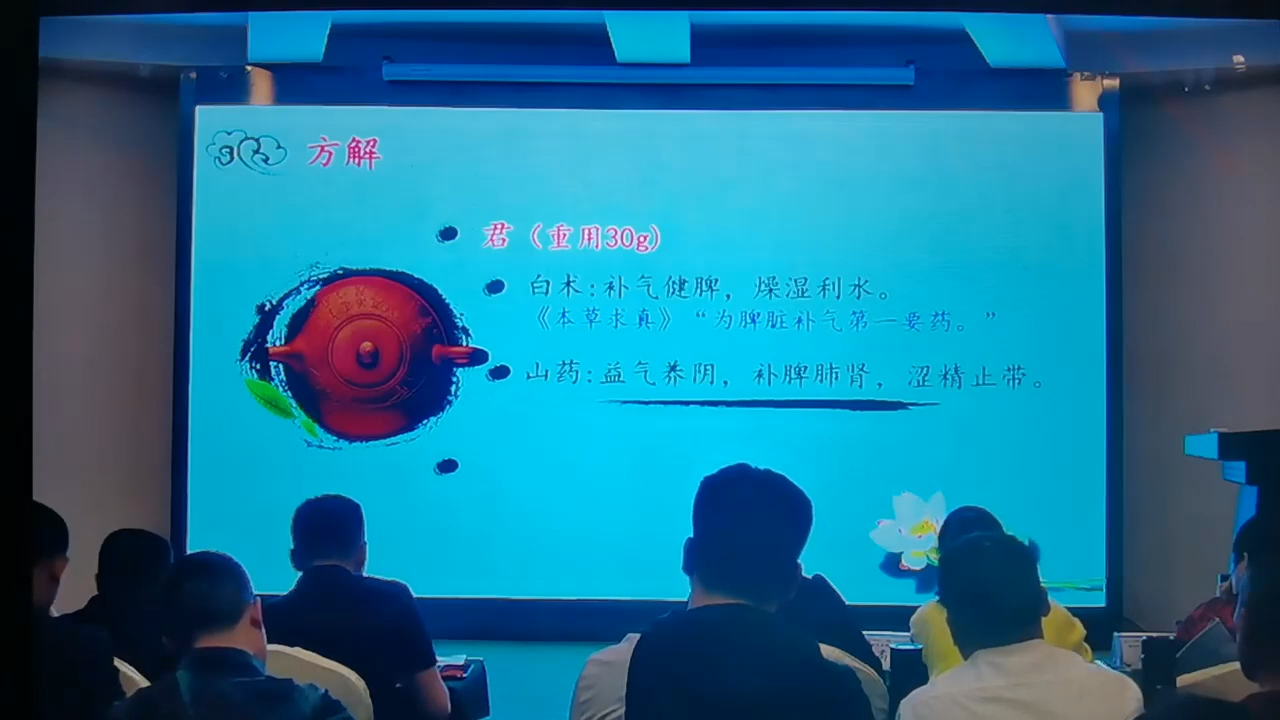 方解
君（重用30g)
白术:补气健脾，燥湿利水。
《本草求真》“为脾脏补气第一要药。”
山药:益气养阴，补脾肺肾，涩精止带。